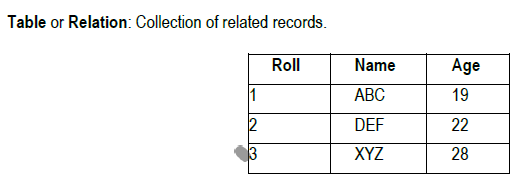 Table or Relation: Collection of related records.
Roll Name Age
1 ABC 19
2 DEF 22
3 XYZ 28